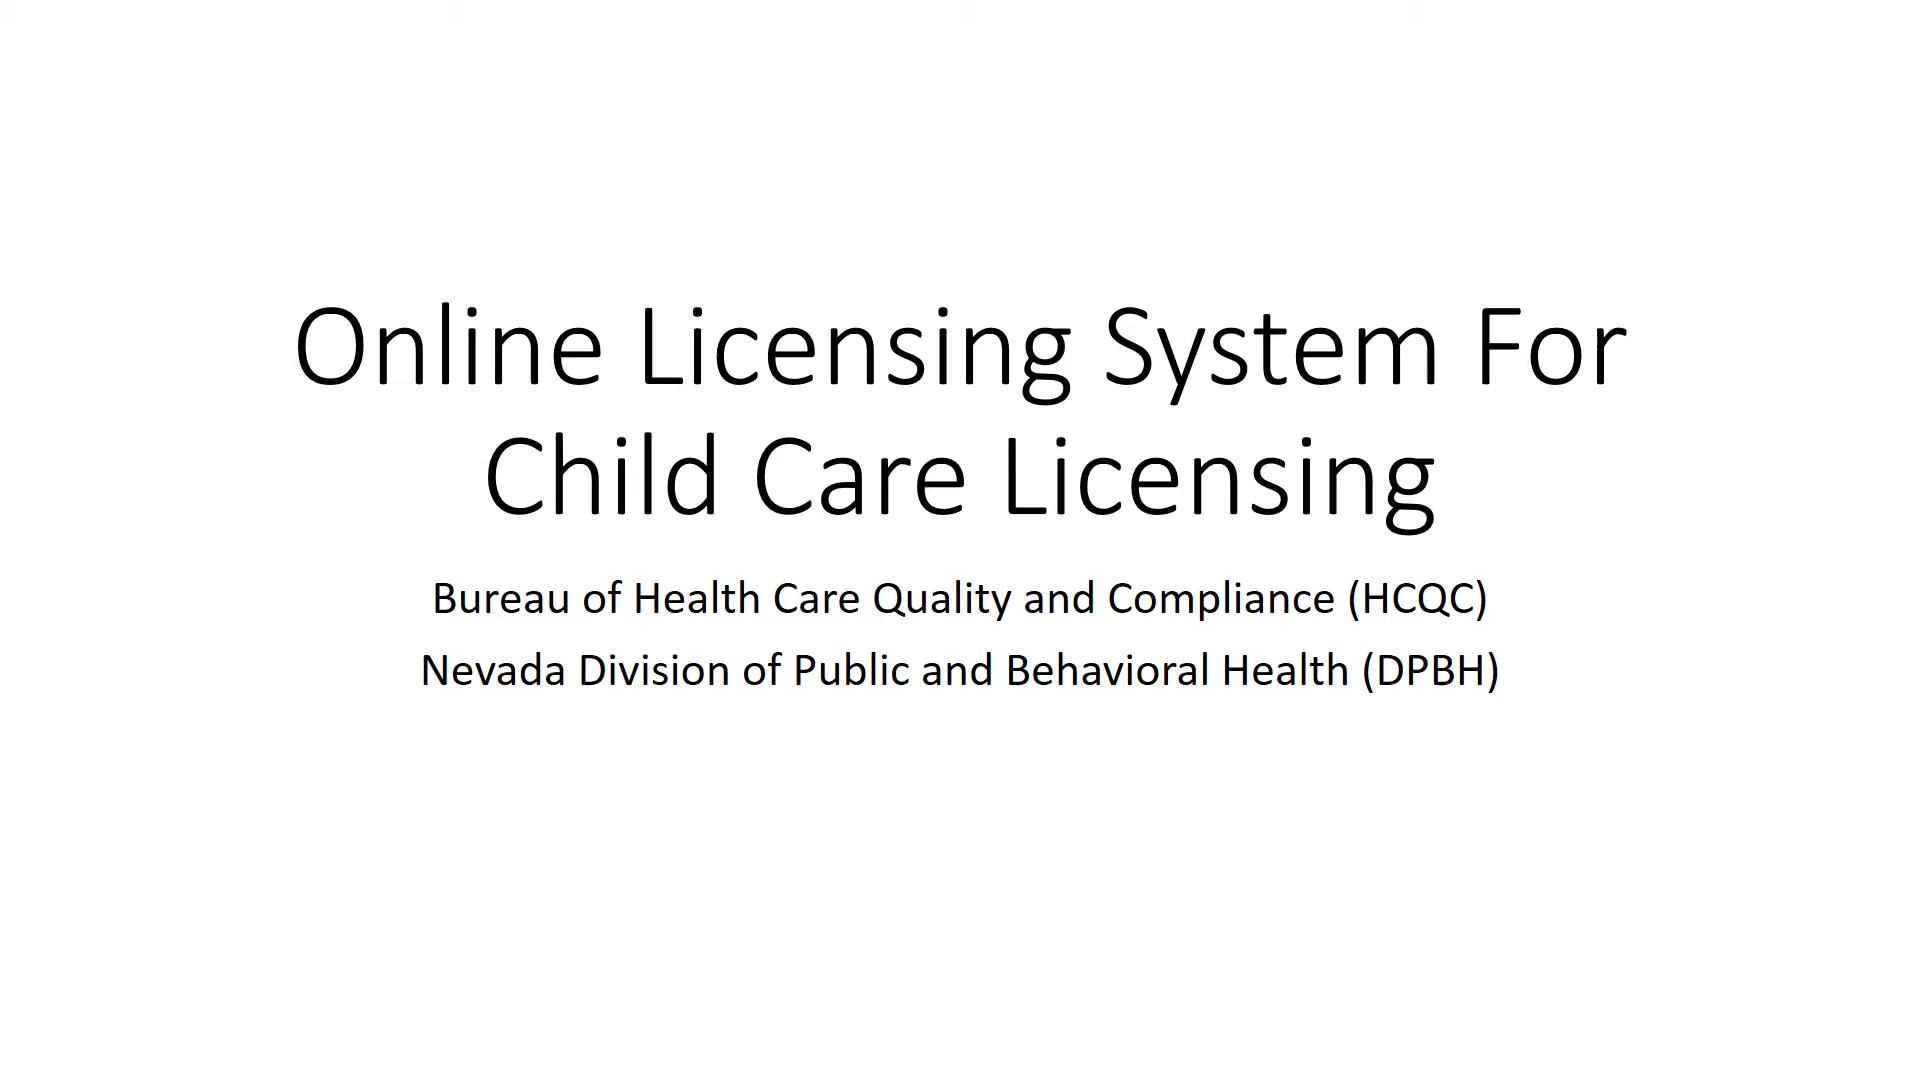 Online Licensing System For
Child Care Licensing
Bureau of Health Care Quality and Compliance (HCQC)
Nevada Division of Public and Behavioral Health (DPBH)